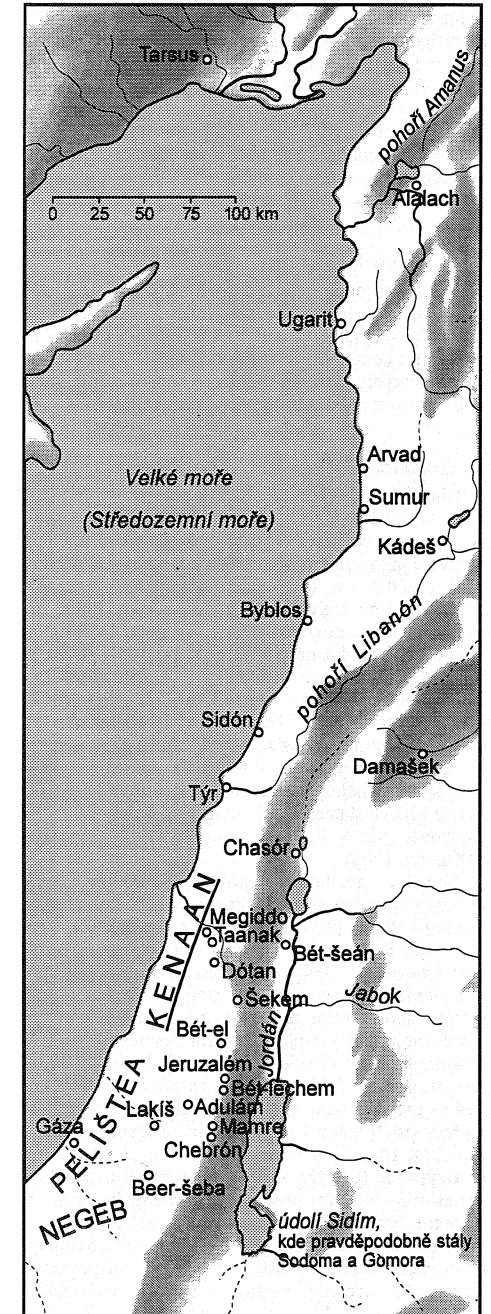 Tarsus
pohoří Amanus
Alalach
0 25 50 75 100 km
Ugarit
Arvad
Velké moře
(Středozemní moře)
Sumur
Kádeš
Byblos
pohoří Libanón
Sidón
Damašek
Týr
Chasór
KENAAN
Megiddo
Taanak
Bét-šeán
Dótan
Šekem
Jabok
Jordán
Bét-el
Jeruzalém
Bét-lechem
PELIŠTEA
Lakíš
Adulám
Gáza
Mamre
Chebrón
Beer-šeba
NEGEB
údolí Sidím,
kde pravděpodobně stály
Sodoma a Gomora